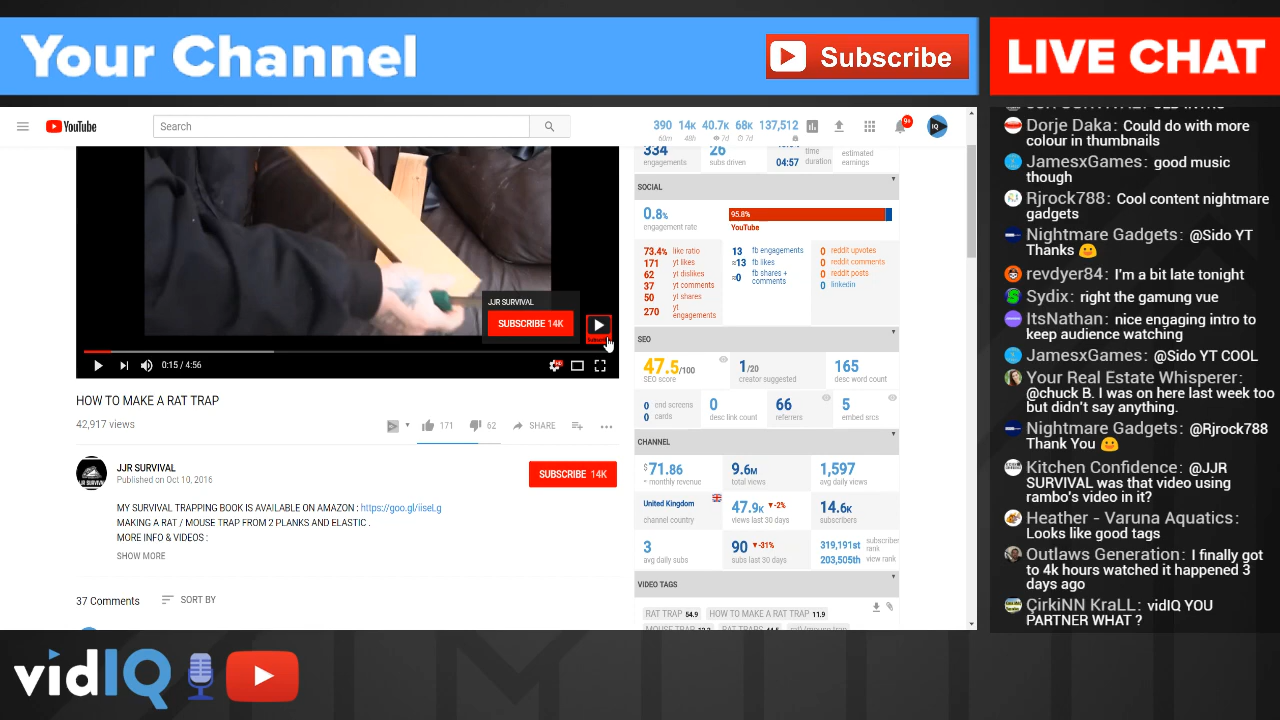 Your Channel
Subscribe
LIVE CHAT
YouTube
Search
390 14K 40.7K 68K 137,512
60m 48h 7d 7d
9+
IQ
334
engagements
26
subs driven
04:57
time
duration
estimated
earnings
SOCIAL
0.8%
engagement rate
95.8%
YouTube
73.4% like ratio
171 yt likes
62 yt dislikes
37 yt comments
50 yt shares
270 yt
engagements
13 fb engagements
≈13 fb likes
≈0 fb shares +
comments
0 reddit upvotes
0 reddit comments
0 reddit posts
0 linkedin
JJR SURVIVAL
SUBSCRIBE 14K
0:15 / 4:56
SEO
47.5/100
SEO score
1/20
creator suggested
165
desc word count
0 end screens
0 cards
0
desc link count
66
referrers
5
embed srcs
HOW TO MAKE A RAT TRAP
42,917 views
171
62
SHARE
JJR SURVIVAL
Published on Oct 10, 2016
SUBSCRIBE 14K
MY SURVIVAL TRAPPING BOOK IS AVAILABLE ON AMAZON : https://goo.gl/iiseLg
MAKING A RAT / MOUSE TRAP FROM 2 PLANKS AND ELASTIC .
MORE INFO & VIDEOS :
SHOW MORE
37 Comments
SORT BY
CHANNEL
$71.86
* monthly revenue
9.6M
total views
1,597
avg daily views
United Kingdom
channel country
47.9K -2%
views last 30 days
14.6K
subscribers
3
avg daily subs
90 -31%
subs last 30 days
319,191st subscriber
rank
203,505th view rank
VIDEO TAGS
RAT TRAP 54.9
HOW TO MAKE A RAT TRAP 11.9
Dorje Daka: Could do with more
colour in thumbnails
JamesxGames: good music
though
Rjrock788: Cool content nightmare
gadgets
Nightmare Gadgets: @Sido YT
Thanks
revdyer84: I'm a bit late tonight
Sydix: right the gamung vue
ItsNathan: nice engaging intro to
keep audience watching
JamesxGames: @Sido YT COOL
Your Real Estate Whisperer:
@chuck B. I was on here last week too
but didn't say anything.
Nightmare Gadgets: @Rjrock788
Thank You
Kitchen Confidence: @JJR
SURVIVAL was that video using
rambo's video in it?
Heather - Varuna Aquatics:
Looks like good tags
Outlaws Generation: I finally got
to 4k hours watched it happened 3
days ago
ÇırkiNN KraLL: vidIQ YOU
PARTNER WHAT ?
vidIQ